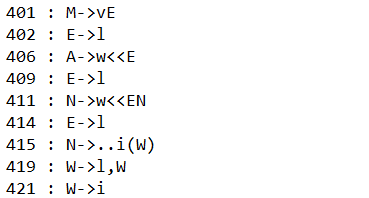 401 : M->vE
402 : E->l
406 : A->w<<E
409 : E->l
411 : N->w<<EN
414 : E->l
415 : N->..i(W)
419 : W->l,W
421 : W->i